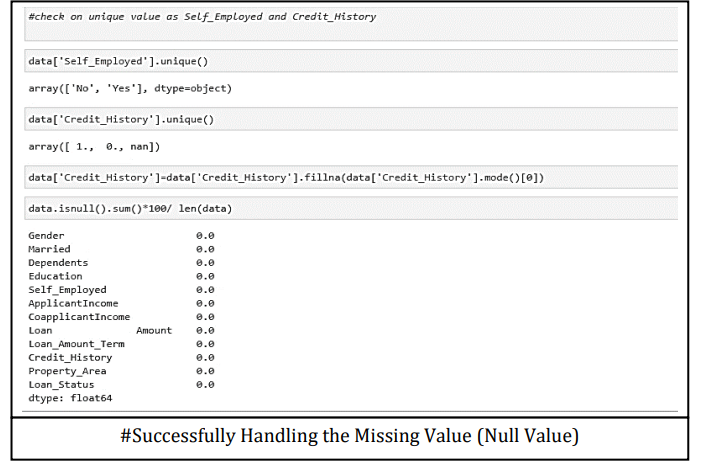 #check on unique value as Self_Employed and Credit_History
data['Self_Employed'].unique()
array(['No', 'Yes'], dtype=object)
data['Credit_History'].unique()
array([ 1.,  0., nan])
data['Credit_History']=data['Credit_History'].fillna(data['Credit_History'].mode()[0])
data.isnull().sum()*100/ len(data)
Gender 0.0
Married 0.0
Dependents 0.0
Education 0.0
Self_Employed 0.0
ApplicantIncome 0.0
CoapplicantIncome 0.0
Loan Amount 0.0
Loan_Amount_Term 0.0
Credit_History 0.0
Property_Area 0.0
Loan_Status 0.0
dtype: float64
#Successfully Handling the Missing Value (Null Value)